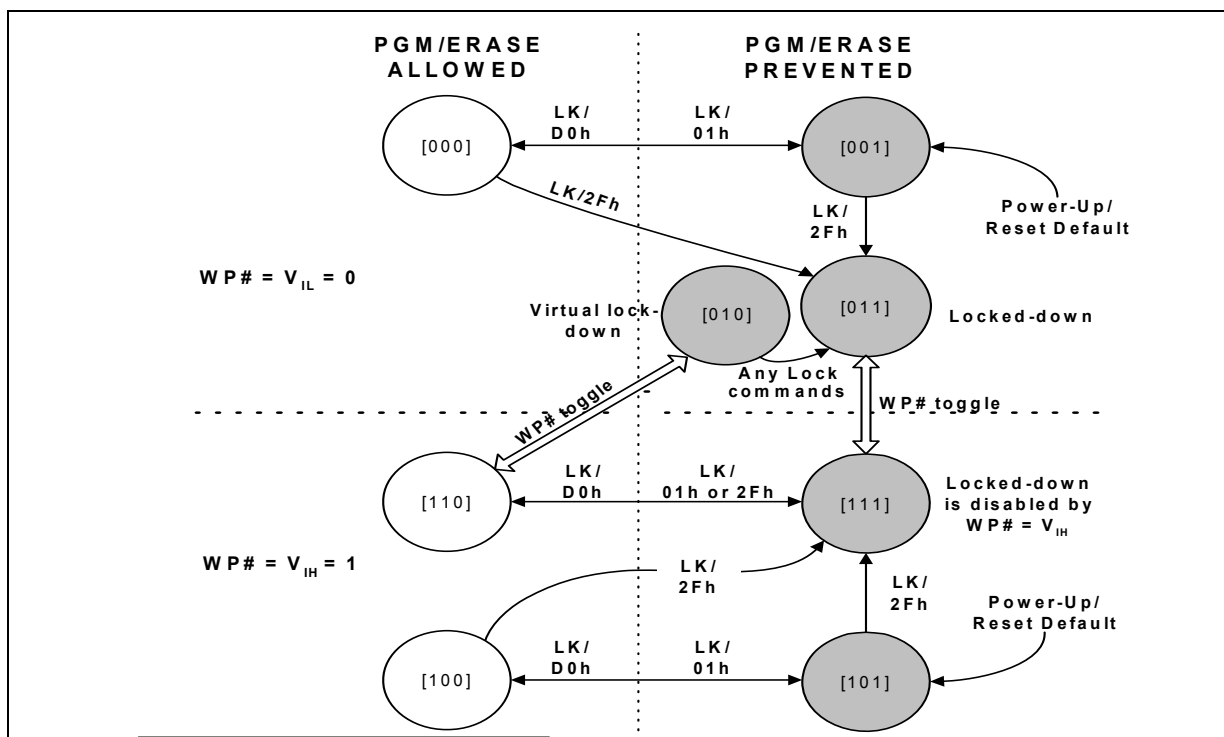 PGM/ERASE
ALLOWED
PGM/ERASE
PREVENTED
LK/
D0h
LK/
01h
[000]
[001]
LK/2Fh
LK/
2Fh
Power-Up/
Reset Default
WP# = VIL = 0
Virtual lock-
down
[010]
[011]
Locked-down
Any Lock
commands
WP# toggle
WP# toggle
LK/
D0h
LK/
01h or 2Fh
[110]
[111]
Locked-down
is disabled by
WP# = VIH
WP# = VIH = 1
LK/
2Fh
LK/
2Fh
Power-Up/
Reset Default
LK/
D0h
LK/
01h
[100]
[101]